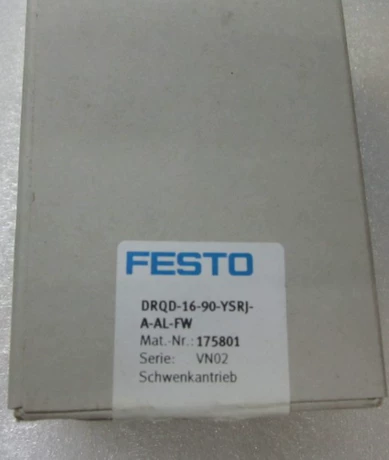 FESTO
DRQD-16-90-YSRJ-
A-AL-FW
Mat.-Nr.: 175801
Serie: VN02
Schwenkantrieb